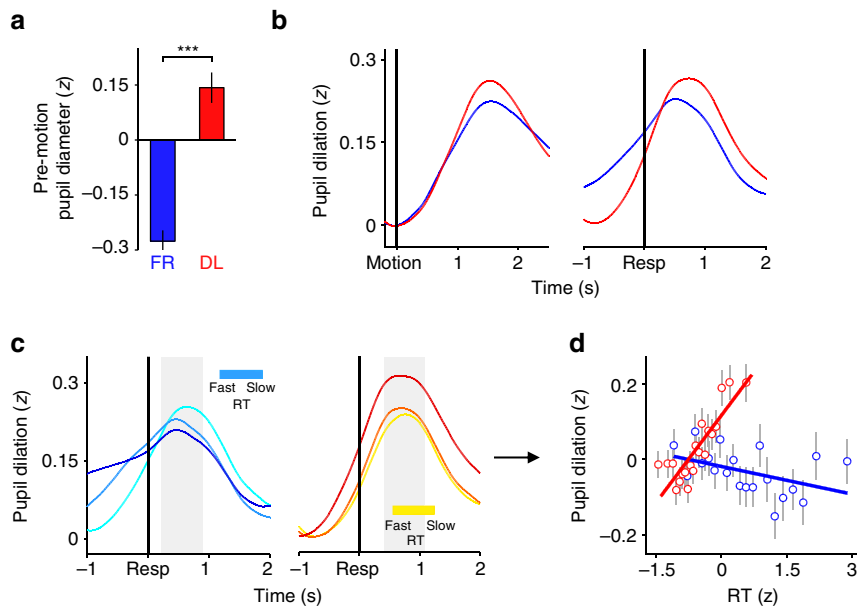 a
***
Pre-motion
pupil diameter (z)
0.15
0
−0.15
−0.3
FR DL
b
Pupil dilation (z)
0.3
0.15
0
Motion 1 2
−1 Resp 1 2
Time (s)
c
Pupil dilation (z)
0.3
0.15
0
Fast Slow
RT
Fast Slow
RT
−1 Resp 1 2
−1 Resp 1 2
Time (s)
d
Pupil dilation (z)
0.2
0
−0.2
−1.5 0 1.5 3
RT (z)